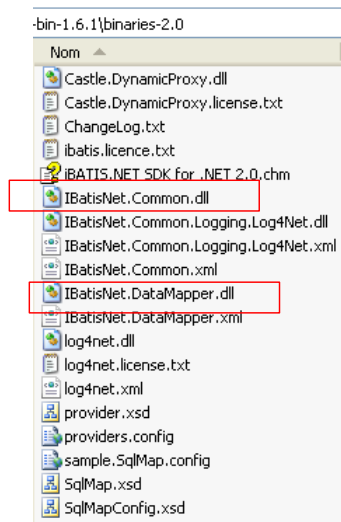 -bin-1.6.1\binaries-2.0
Nom
Castle.DynamicProxy.dll
Castle.DynamicProxy.license.txt
ChangeLog.txt
ibatis.licence.txt
iBATIS.NET SDK for .NET 2.0.chm
IBatisNet.Common.dll
IBatisNet.Common.Logging.Log4Net.dll
IBatisNet.Common.Logging.Log4Net.xml
IBatisNet.Common.xml
IBatisNet.DataMapper.dll
IBatisNet.DataMapper.xml
log4net.dll
log4net.license.txt
log4net.xml
provider.xsd
providers.config
sample.SqlMap.config
SqlMap.xsd
SqlMapConfig.xsd